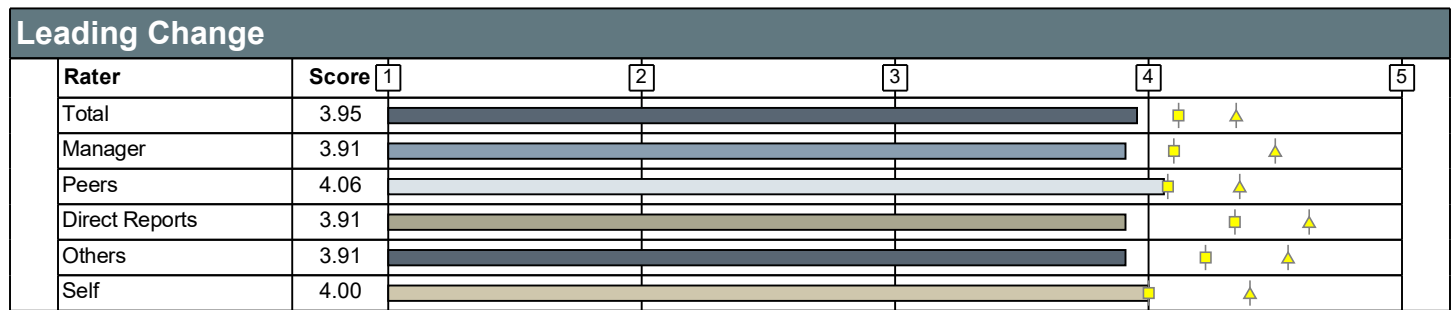 Leading Change
Rater Score 1 2 3 4 5
Total 3.95
Manager 3.91
Peers 4.06
Direct Reports 3.91
Others 3.91
Self 4.00